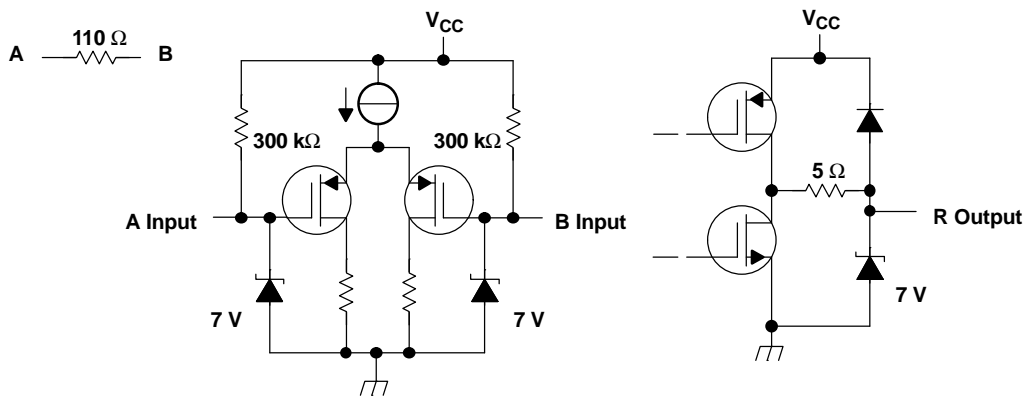 A 110 Ω B
VCC
300 kΩ 300 kΩ
A Input B Input
7 V 7 V
VCC
5 Ω
R Output
7 V